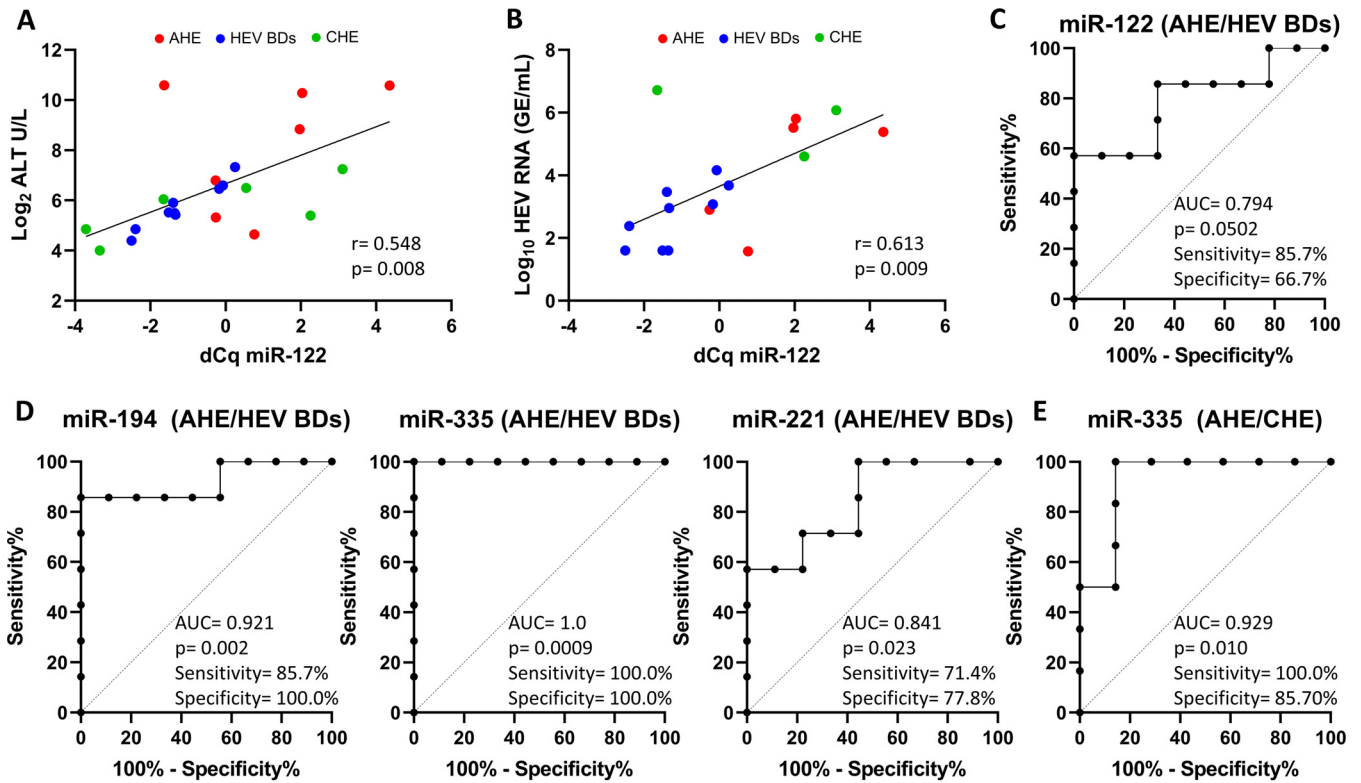 A
AHE HEV BDs CHE
Log2 ALT U/L
12
10
8
6
4
2
-4 -2 0 2 4 6
dCq miR-122
r= 0.548
p= 0.008
B
AHE HEV BDs CHE
Log10 HEV RNA (GE/mL)
8
6
4
2
0
-4 -2 0 2 4 6
dCq miR-122
r= 0.613
p= 0.009
C
miR-122 (AHE/HEV BDs)
Sensitivity%
100
80
60
40
20
0
0 20 40 60 80 100
100% - Specificity%
AUC = 0.794
p= 0.0502
Sensitivity= 85.7%
Specificity= 66.7%
D
miR-194 (AHE/HEV BDs)
Sensitivity%
100
80
60
40
20
0
0 20 40 60 80 100
100% - Specificity%
AUC= 0.921
p= 0.002
Sensitivity= 85.7%
Specificity= 100.0%
miR-335 (AHE/HEV BDs)
Sensitivity%
100
80
60
40
20
0
0 20 40 60 80 100
100% - Specificity%
AUC= 1.0
p= 0.0009
Sensitivity= 100.0%
Specificity= 100.0%
miR-221 (AHE/HEV BDs)
Sensitivity%
100
80
60
40
20
0
0 20 40 60 80 100
100% - Specificity%
AUC= 0.841
p= 0.023
Sensitivity= 71.4%
Specificity= 77.8%
E
miR-335 (AHE/CHE)
Sensitivity%
100
80
60
40
20
0
0 20 40 60 80 100
100% - Specificity%
AUC= 0.929
p= 0.010
Sensitivity= 100.0%
Specificity= 85.70%